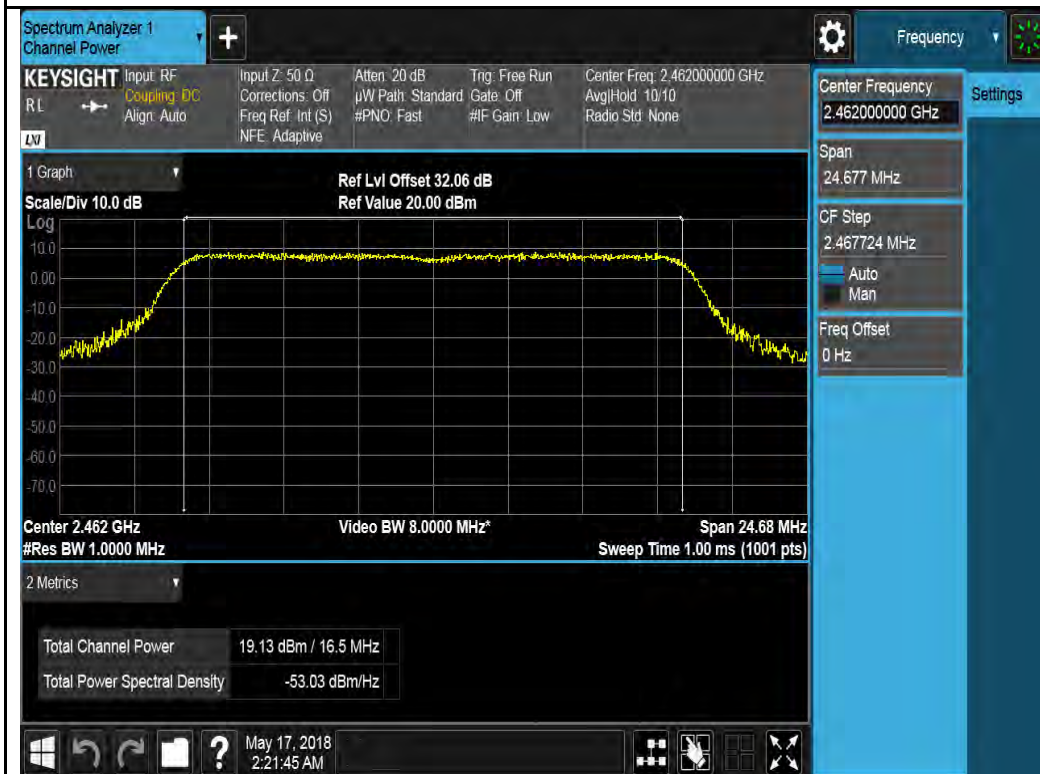 Spectrum Analyzer 1
Channel Power
+
Frequency
KEYSIGHT
R L
LXI
Input: RF
Coupling: DC
Align: Auto
Input Z: 50 Ω
Corrections: Off
Freq Ref: Int (S)
NFE: Adaptive
Atten: 20 dB
µW Path: Standard
#PNO: Fast
Trig: Free Run
Gate: Off
#IF Gain: Low
Center Freq: 2.462000000 GHz
Avg|Hold: 10/10
Radio Std: None
1 Graph
Scale/Div 10.0 dB
Ref Lvl Offset 32.06 dB
Ref Value 20.00 dBm
Log
10.0
0.00
-10.0
-20.0
-30.0
-40.0
-50.0
-60.0
-70.0
Center 2.462 GHz
#Res BW 1.0000 MHz
Video BW 8.0000 MHz*
Span 24.68 MHz
Sweep Time 1.00 ms (1001 pts)
2 Metrics
Total Channel Power
19.13 dBm / 16.5 MHz
Total Power Spectral Density
-53.03 dBm/Hz
Center Frequency
2.462000000 GHz
Settings
Span
24.677 MHz
CF Step
2.467724 MHz
Auto
Man
Freq Offset
0 Hz
?
May 17, 2018
2:21:45 AM